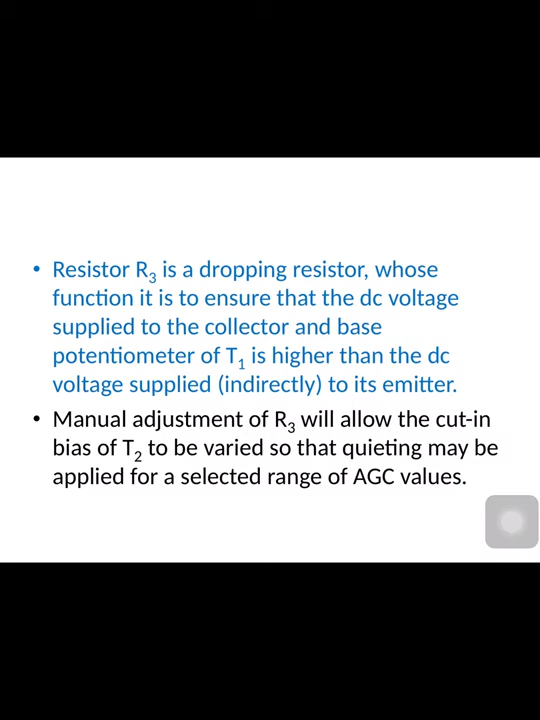 • Resistor R3 is a dropping resistor, whose
function it is to ensure that the dc voltage
supplied to the collector and base
potentiometer of T1 is higher than the dc
voltage supplied (indirectly) to its emitter.
• Manual adjustment of R3 will allow the cut-in
bias of T2 to be varied so that quieting may be
applied for a selected range of AGC values.